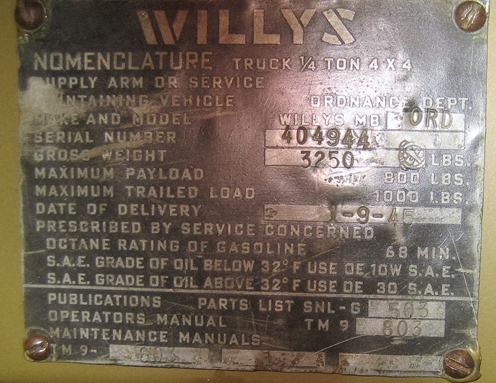 WILLYS
NOMENCLATURE TRUCK 1/4 TON 4 X 4
SUPPLY ARM OR SERVICE
MAINTAINING VEHICLE ORDNANCE DEPT.
MAKE AND MODEL WILLYS MB ORD
SERIAL NUMBER 404944
GROSS WEIGHT 3250 LBS.
MAXIMUM PAYLOAD 800 LBS.
MAXIMUM TRAILED LOAD 1000 LBS.
DATE OF DELIVERY 1-9-45
PRESCRIBED BY SERVICE CONCERNED
OCTANE RATING OF GASOLINE 68 MIN.
S.A.E. GRADE OF OIL BELOW 32° F USE OE 10W S.A.E.
S.A.E. GRADE OF OIL ABOVE 32° F USE OE 30 S.A.E.
PUBLICATIONS PARTS LIST SNL-G 503
OPERATORS MANUAL TM 9 803
MAINTENANCE MANUALS
TM 9-